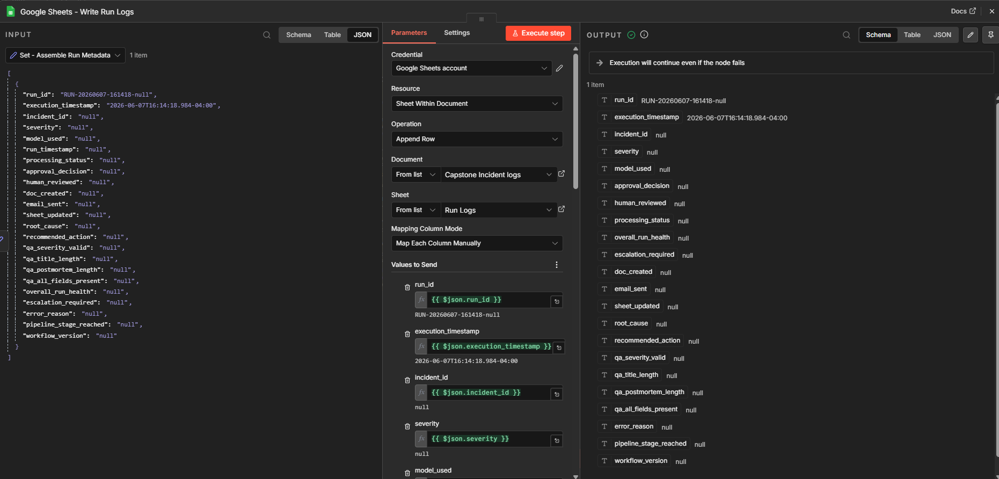 Google Sheets - Write Run Logs
Docs
INPUT
Schema
Table
JSON
Set - Assemble Run Metadata
1 item
[
{
"run_id": "RUN-20260607-161418-null",
"execution_timestamp": "2026-06-07T16:14:18.984-04:00",
"incident_id": "null",
"severity": "null",
"model_used": "null",
"run_timestamp": "null",
"processing_status": "null",
"approval_decision": "null",
"human_reviewed": "null",
"doc_created": "null",
"email_sent": "null",
"sheet_updated": "null",
"root_cause": "null",
"recommended_action": "null",
"qa_severity_valid": "null",
"qa_title_length": "null",
"qa_postmortem_length": "null",
"qa_all_fields_present": "null",
"overall_run_health": "null",
"escalation_required": "null",
"error_reason": "null",
"pipeline_stage_reached": "null",
"workflow_version": "null"
}
]
Parameters
Settings
Execute step
Credential
Google Sheets account
Resource
Sheet Within Document
Operation
Append Row
Document
From list
Capstone Incident logs
Sheet
From list
Run Logs
Mapping Column Mode
Map Each Column Manually
Values to Send
run_id
fx {{ $json.run_id }}
RUN-20260607-161418-null
execution_timestamp
fx {{ $json.execution_timestamp }}
2026-06-07T16:14:18.984-04:00
incident_id
fx {{ $json.incident_id }}
null
severity
fx {{ $json.severity }}
null
model_used
OUTPUT
Schema
Table
JSON
Execution will continue even if the node fails
1 item
T run_id RUN-20260607-161418-null
T execution_timestamp 2026-06-07T16:14:18.984-04:00
T incident_id null
T severity null
T model_used null
T approval_decision null
T human_reviewed null
T processing_status null
T overall_run_health null
T escalation_required null
T doc_created null
T email_sent null
T sheet_updated null
T root_cause null
T recommended_action null
T qa_severity_valid null
T qa_title_length null
T qa_postmortem_length null
T qa_all_fields_present null
T error_reason null
T pipeline_stage_reached null
T workflow_version null